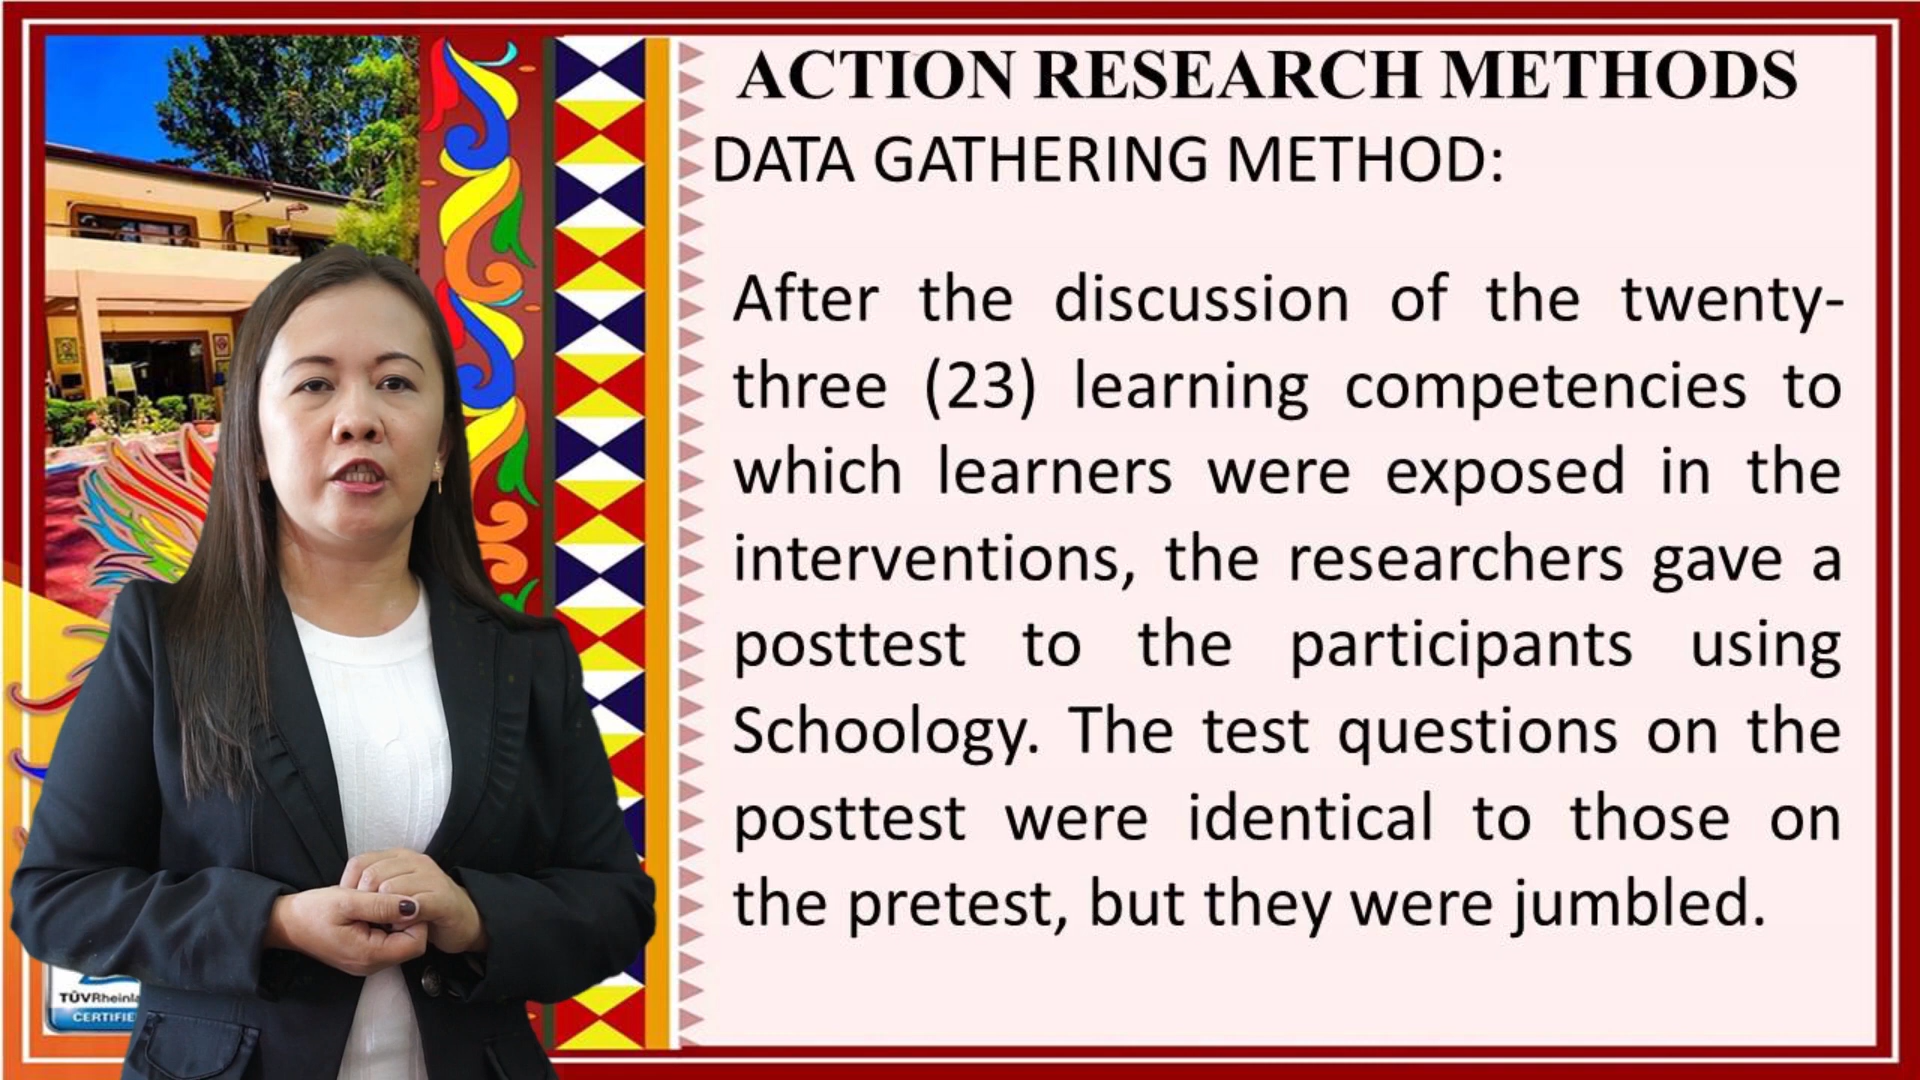 ACTION RESEARCH METHODS
DATA GATHERING METHOD:
After the discussion of the twenty-
three (23) learning competencies to
which learners were exposed in the
interventions, the researchers gave a
posttest to the participants using
Schoology. The test questions on the
posttest were identical to those on
the pretest, but they were jumbled.